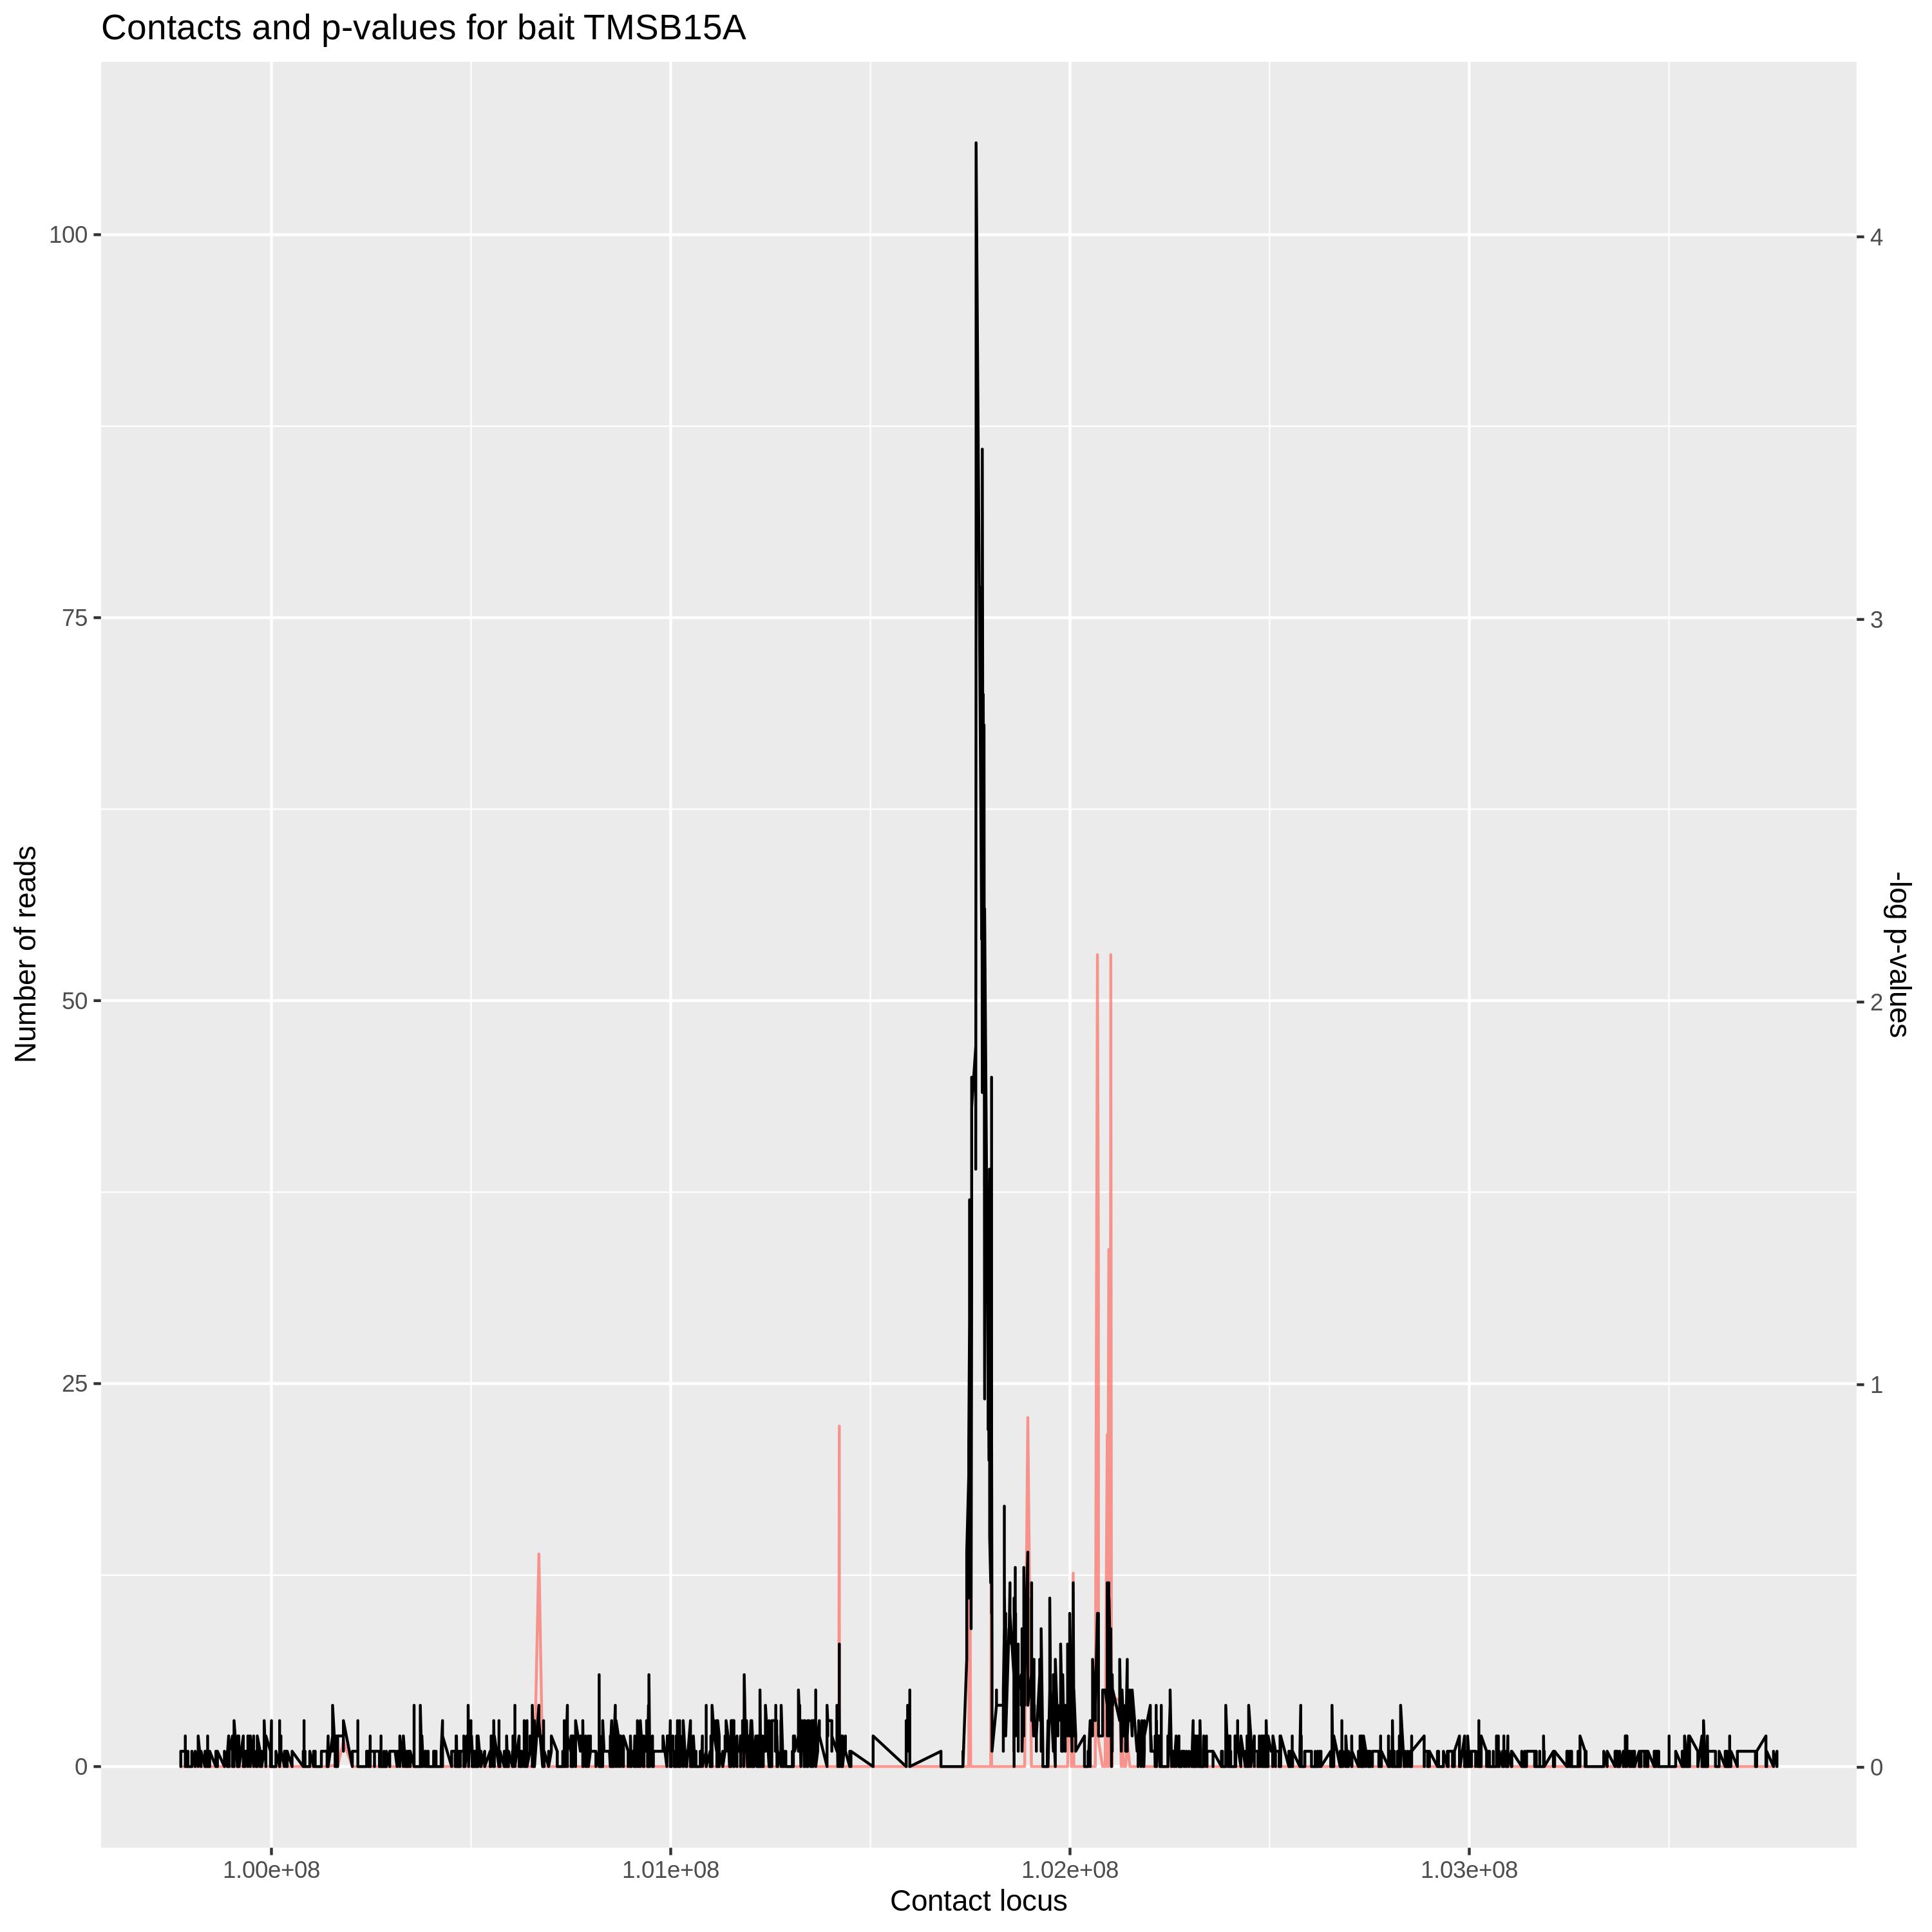 Contacts and p-values for bait TMSB15A
100
75
50
25
0
Number of reads
4
3
2
1
0
-log p-values
1.00e+08
1.01e+08
1.02e+08
1.03e+08
Contact locus